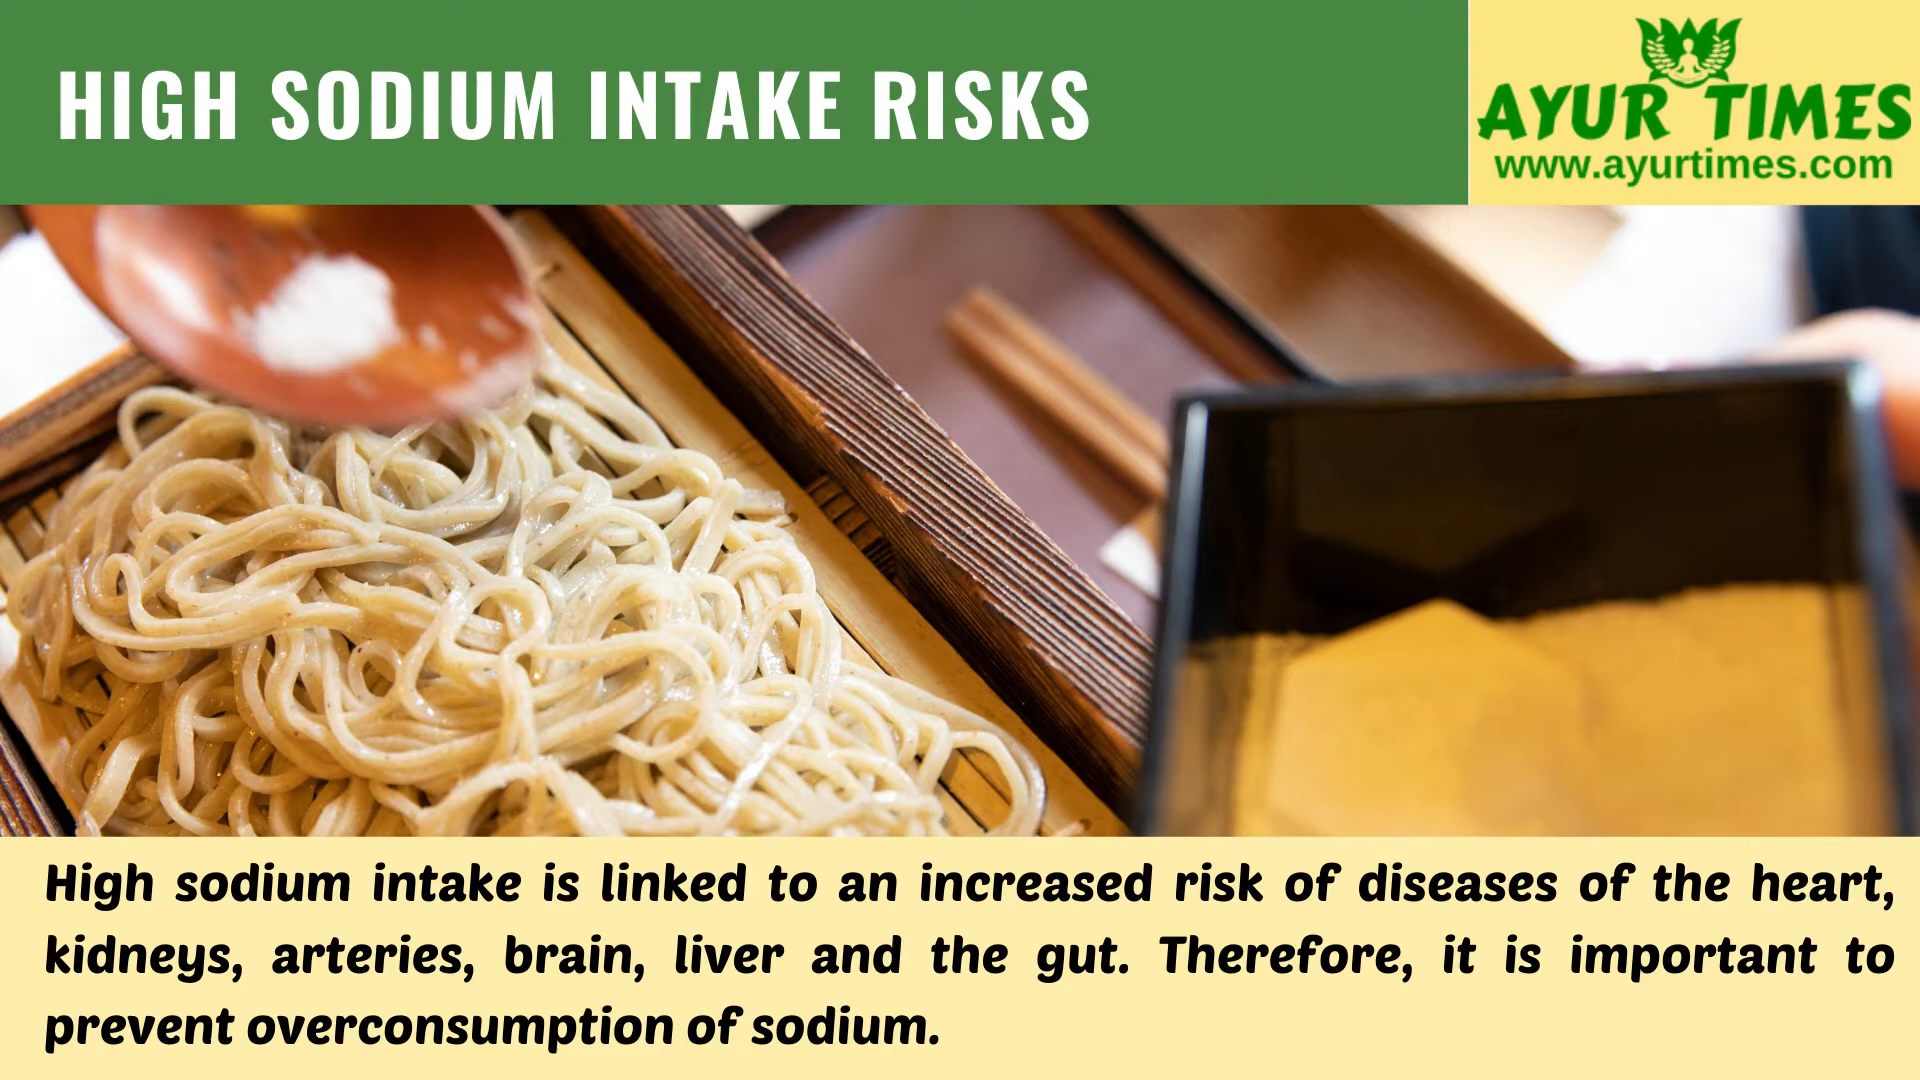 HIGH SODIUM INTAKE RISKS
AYUR TIMES
www.ayurtimes.com
High sodium intake is linked to an increased risk of diseases of the heart,
kidneys, arteries, brain, liver and the gut. Therefore, it is important to
prevent overconsumption of sodium.